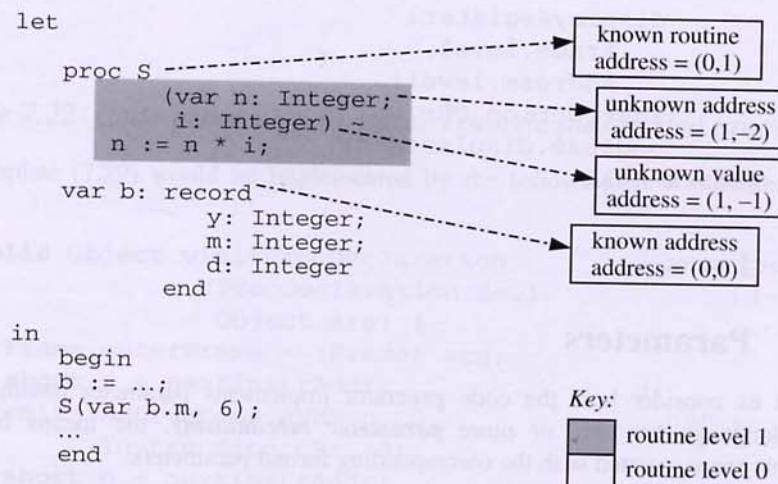 let
proc S
(var n: Integer;
i: Integer)
n := n * i;
var b: record
y: Integer;
m: Integer;
d: Integer
end
in
begin
b := ...;
S(var b.m, 6);
...
end
known routine
address = (0,1)
unknown address
address = (1,–2)
unknown value
address = (1, –1)
known address
address = (0,0)
Key:
routine level 1
routine level 0